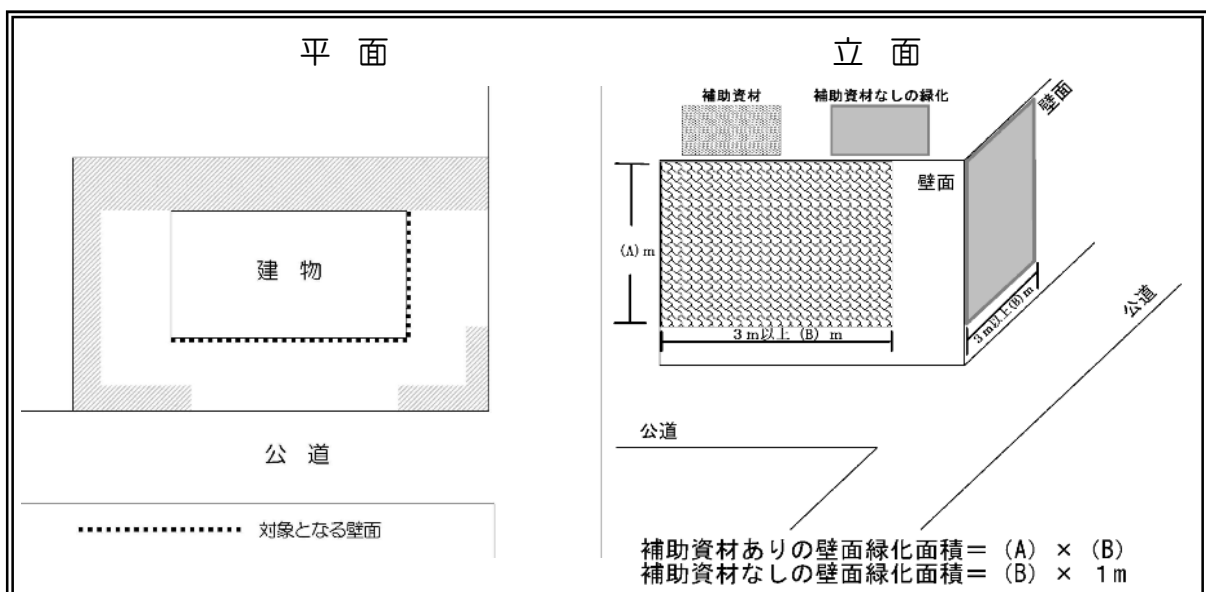 平 面
建 物
公 道
対象となる壁面
立 面
補助資材
補助資材なしの緑化
壁面
壁面
(A)m
3m以上 (B) m
3m以上(B)m
公道
公道
補助資材ありの壁面緑化面積= (A) × (B)
補助資材なしの壁面緑化面積= (B) × 1m